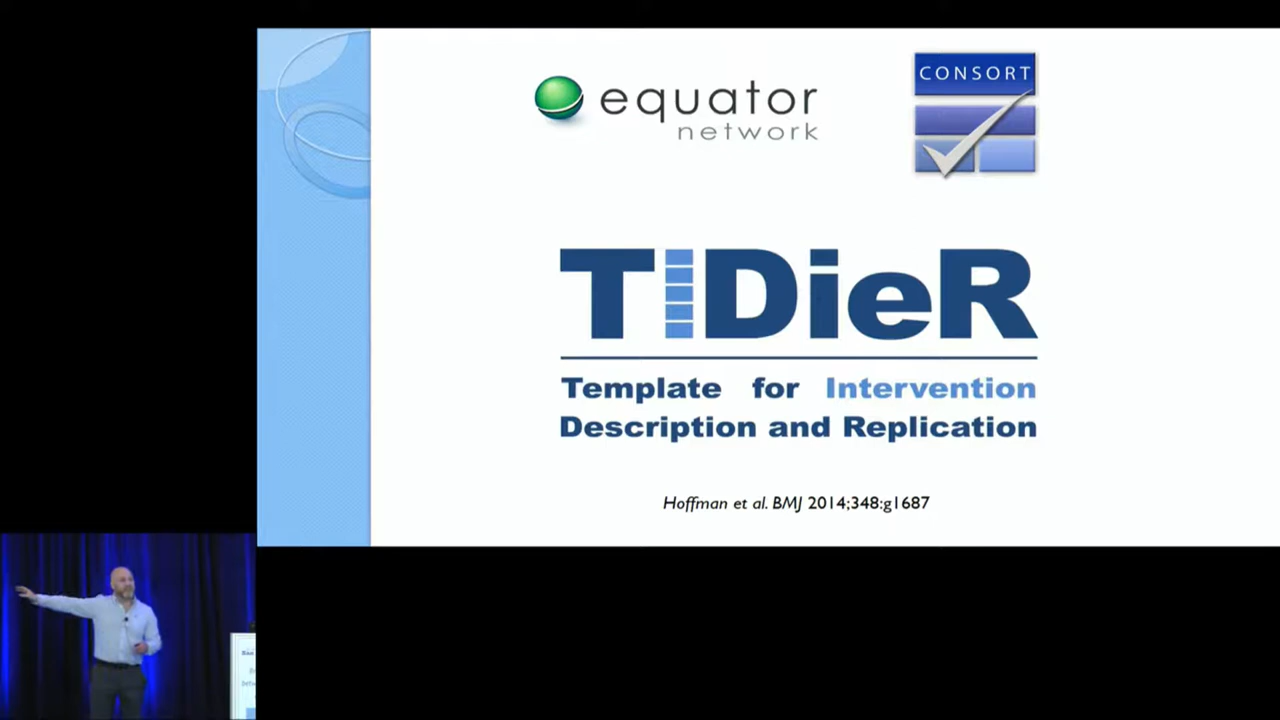 equator
network
CONSORT
TIDieR
Template for Intervention
Description and Replication
Hoffman et al. BMJ 2014;348:g1687